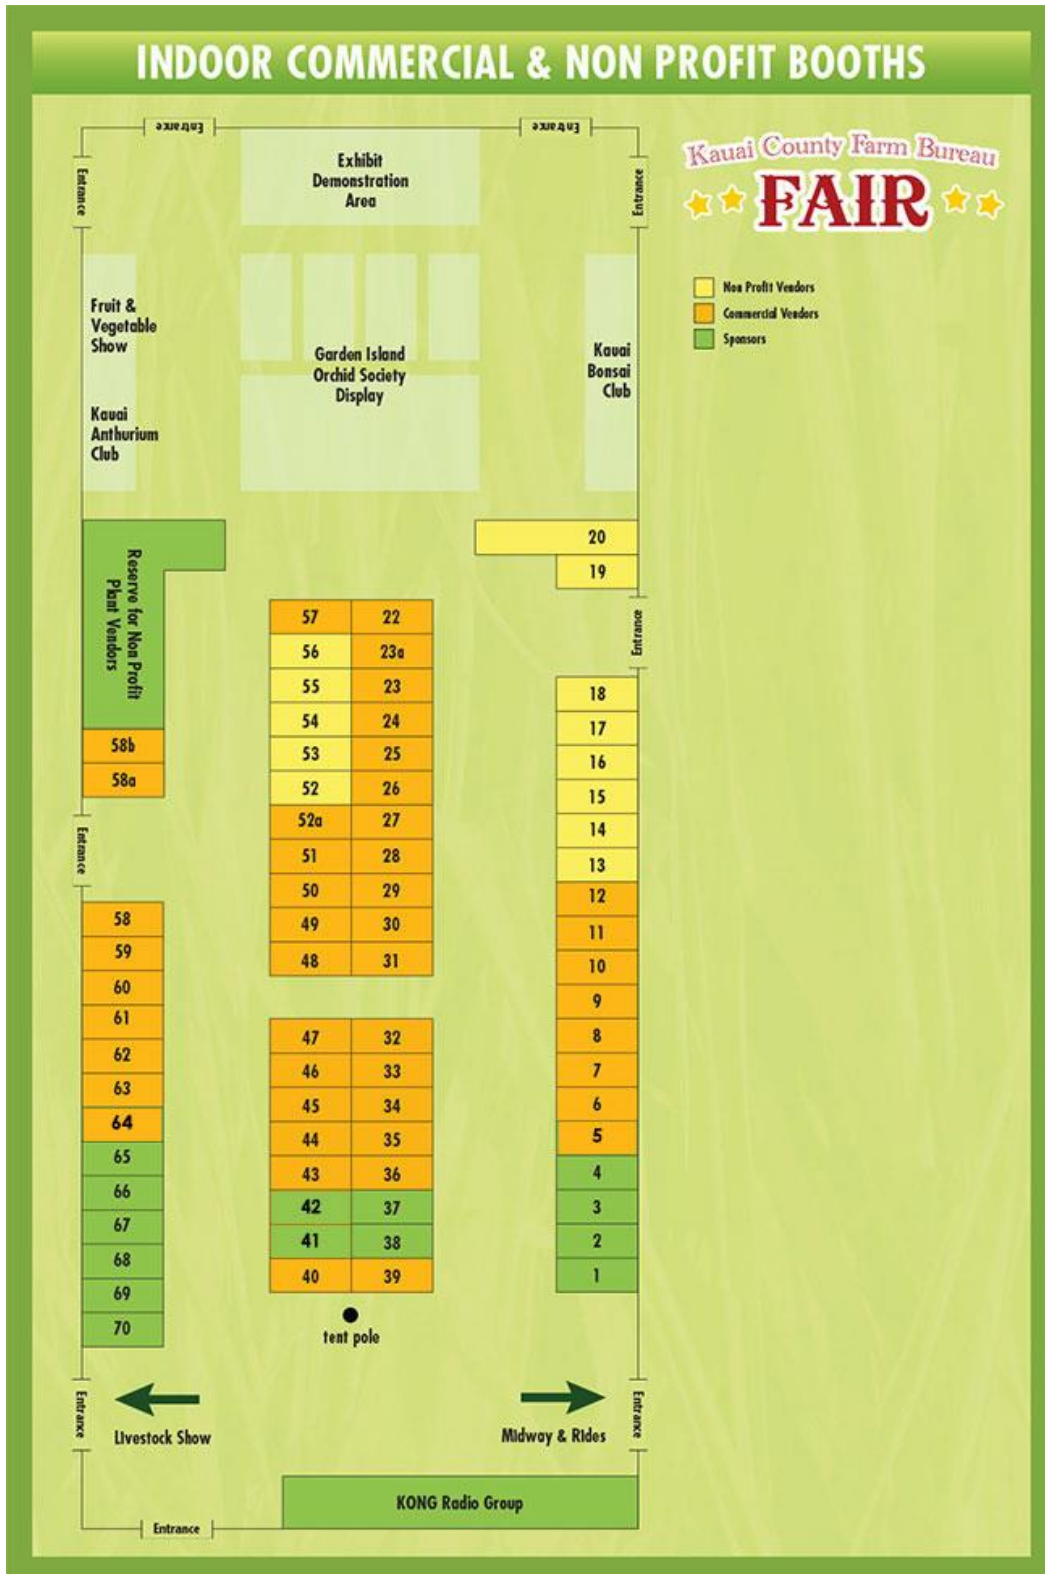 INDOOR COMMERCIAL & NON PROFIT BOOTHS
Entrance
Entrance
Kauai County Farm Bureau
FAIR
Entrance
Exhibit
Demonstration
Area
Entrance
Non Profit Vendors
Commercial Vendors
Sponsors
Fruit &
Vegetable
Show
Kauai
Anthurium
Club
Garden Island
Orchid Society
Display
Kauai
Bonsai
Club
Reserve for Non Profit
Plant Vendors
58b
58a
Entrance
58
59
60
61
62
63
64
65
66
67
68
69
70
57 22
56 23a
55 23
54 24
53 25
52 26
52a 27
51 28
50 29
49 30
48 31
47 32
46 33
45 34
44 35
43 36
42 37
41 38
40 39
tent pole
20
19
Entrance
18
17
16
15
14
13
12
11
10
9
8
7
6
5
4
3
2
1
Entrance
Livestock Show
Midway & Rides
Entrance
KONG Radio Group
Entrance